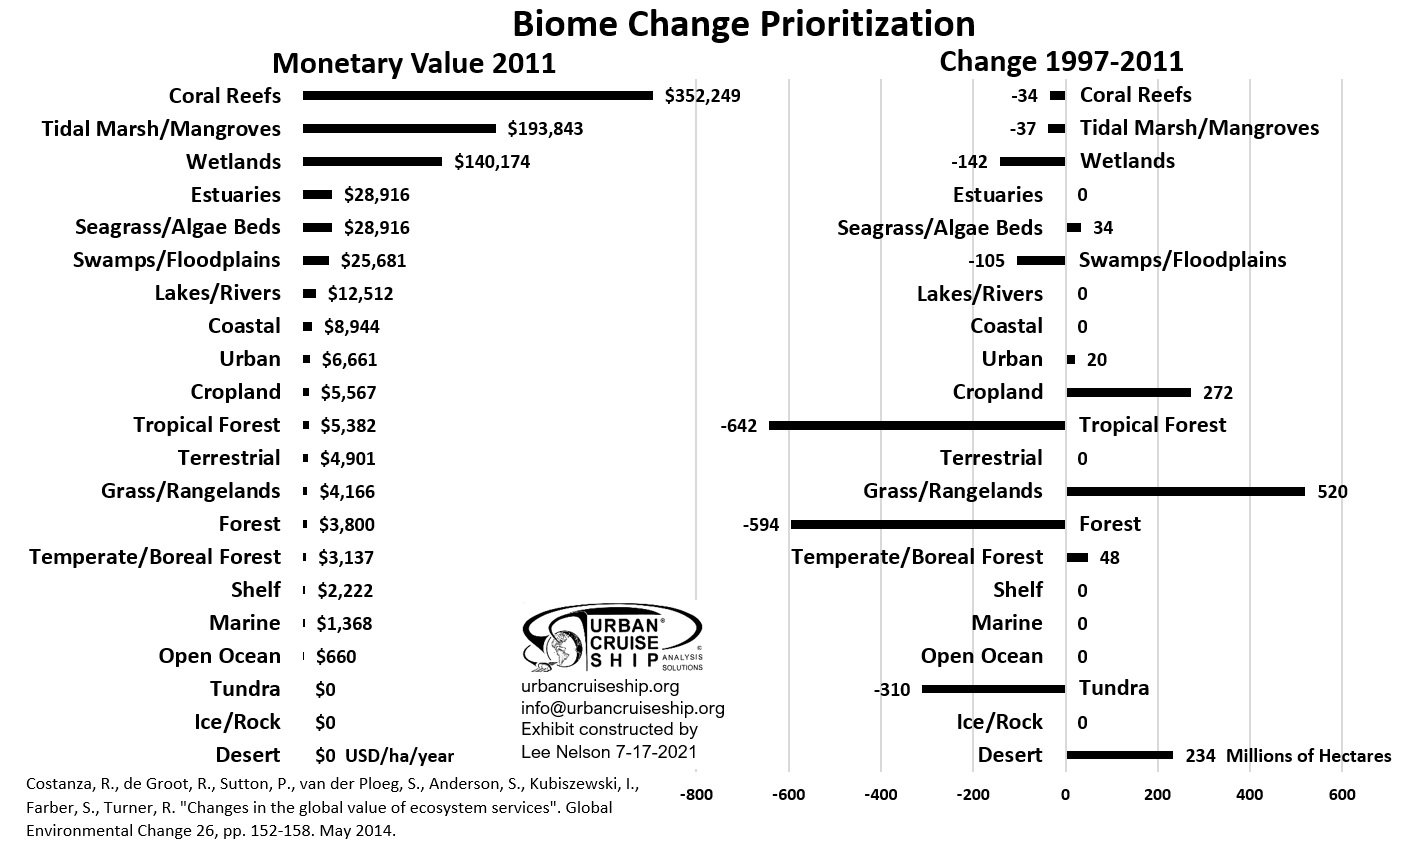 Biome Change Prioritization
Monetary Value 2011
Coral Reefs $352,249
Tidal Marsh/Mangroves $193,843
Wetlands $140,174
Estuaries $28,916
Seagrass/Algae Beds $28,916
Swamps/Floodplains $25,681
Lakes/Rivers $12,512
Coastal $8,944
Urban $6,661
Cropland $5,567
Tropical Forest $5,382
Terrestrial $4,901
Grass/Rangelands $4,166
Forest $3,800
Temperate/Boreal Forest $3,137
Shelf $2,222
Marine $1,368
Open Ocean $660
Tundra $0
Ice/Rock $0
Desert $0 USD/ha/year
Change 1997-2011
-34 Coral Reefs
-37 Tidal Marsh/Mangroves
-142 Wetlands
Estuaries 0
Seagrass/Algae Beds 34
-105 Swamps/Floodplains
Lakes/Rivers 0
Coastal 0
Urban 20
Cropland 272
-642 Tropical Forest
Terrestrial 0
Grass/Rangelands 520
-594 Forest
Temperate/Boreal Forest 48
Shelf 0
Marine 0
Open Ocean 0
-310 Tundra
Ice/Rock 0
Desert 234 Millions of Hectares
-800 -600 -400 -200 0 200 400 600
URBAN®
CRUISE ©
SHIP ANALYSIS
SOLUTIONS
urbancruiseship.org
info@urbancruiseship.org
Exhibit constructed by
Lee Nelson 7-17-2021
Costanza, R., de Groot, R., Sutton, P., van der Ploeg, S., Anderson, S., Kubiszewski, I.,
Farber, S., Turner, R. "Changes in the global value of ecosystem services". Global
Environmental Change 26, pp. 152-158. May 2014.